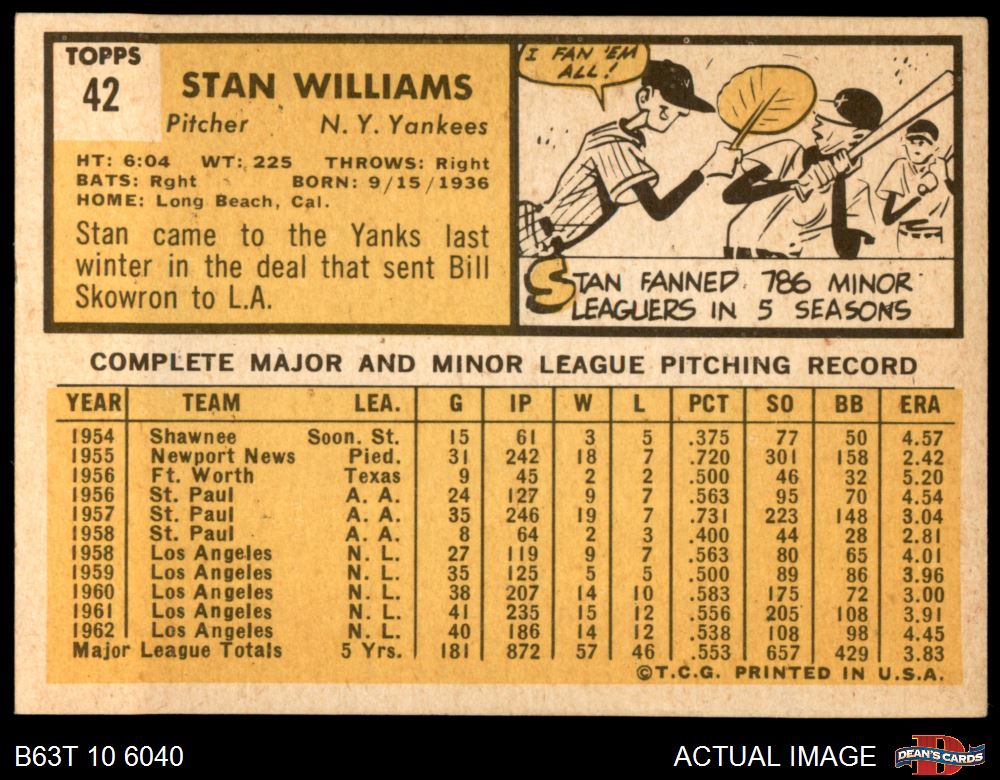 TOPPS
42
STAN WILLIAMS
Pitcher N. Y. Yankees
HT: 6:04 WT: 225 THROWS: Right
BATS: Rght BORN: 9/15/1936
HOME: Long Beach, Cal.
Stan came to the Yanks last
winter in the deal that sent Bill
Skowron to L.A.
I FAN 'EM
ALL!
STAN FANNED 786 MINOR
LEAGUERS IN 5 SEASONS
COMPLETE MAJOR AND MINOR LEAGUE PITCHING RECORD
YEAR TEAM LEA. G IP W L PCT SO BB ERA
1954 Shawnee Soon. St. 15 61 3 5 .375 77 50 4.57
1955 Newport News Pied. 31 242 18 7 .720 301 158 2.42
1956 Ft. Worth Texas 9 45 2 2 .500 46 32 5.20
1956 St. Paul A. A. 24 127 9 7 .563 95 70 4.54
1957 St. Paul A. A. 35 246 19 7 .731 223 148 3.04
1958 St. Paul A. A. 8 64 2 3 .400 44 28 2.81
1958 Los Angeles N. L. 27 119 9 7 .563 80 65 4.01
1959 Los Angeles N. L. 35 125 5 5 .500 89 86 3.96
1960 Los Angeles N. L. 38 207 14 10 .583 175 72 3.00
1961 Los Angeles N. L. 41 235 15 12 .556 205 108 3.91
1962 Los Angeles N. L. 40 186 14 12 .538 108 98 4.45
Major League Totals 5 Yrs. 181 872 57 46 .553 657 429 3.83
©T.C.G. PRINTED IN U.S.A.
B63T 10 6040 ACTUAL IMAGE DEAN'S CARDS